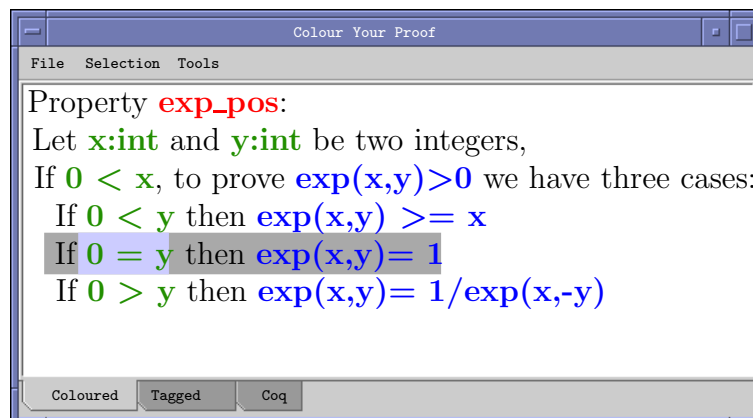 Colour Your Proof
File Selection Tools
Property exp_pos:
Let x:int and y:int be two integers,
If 0 < x, to prove exp(x,y)>0 we have three cases:
If 0 < y then exp(x,y) >= x
If 0 = y then exp(x,y)= 1
If 0 > y then exp(x,y)= 1/exp(x,-y)
Coloured Tagged Coq